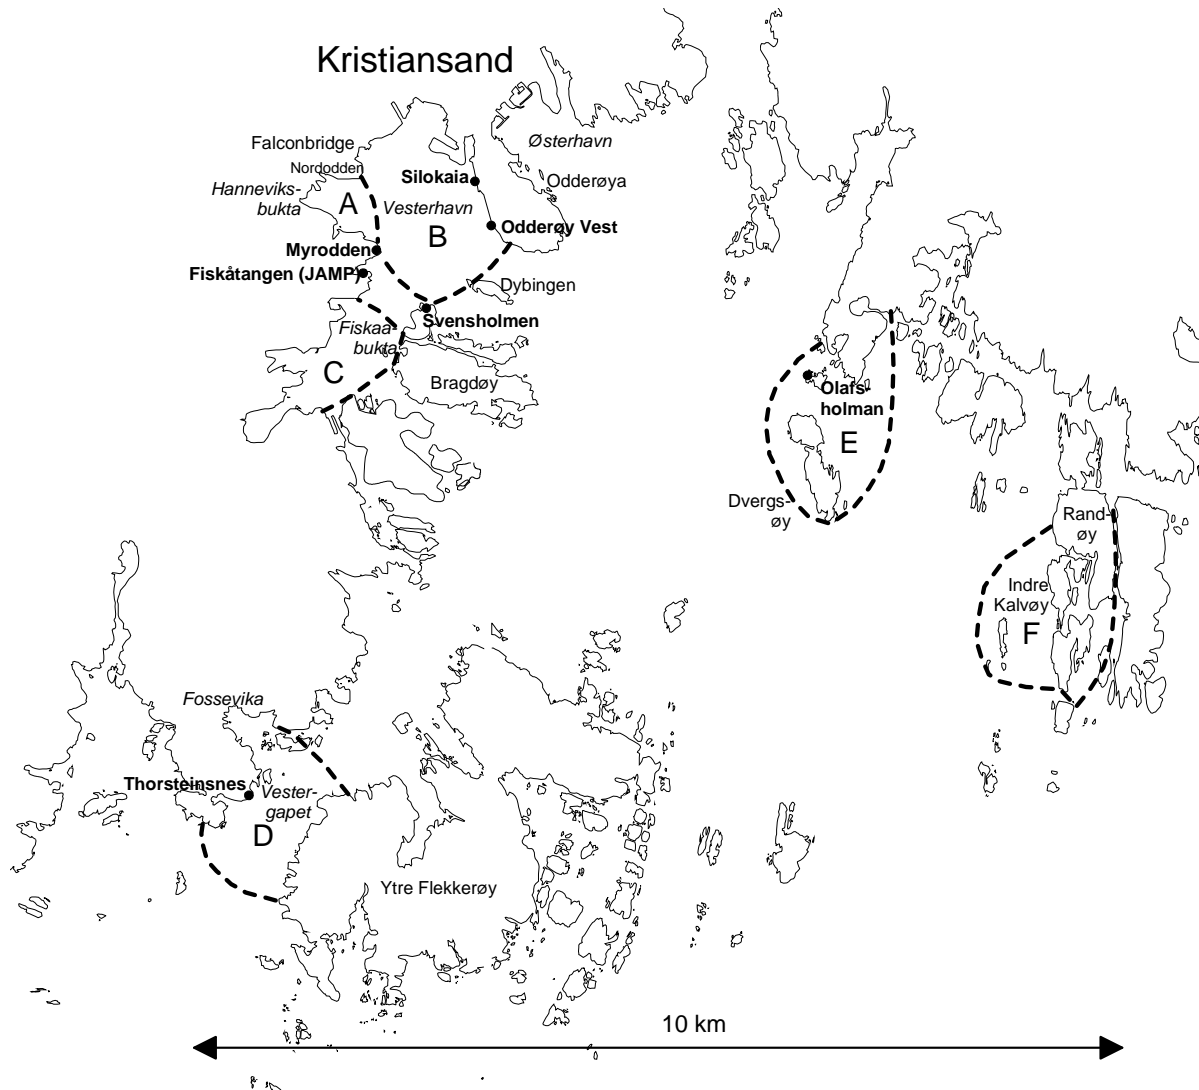 Kristiansand
Falconbridge
Østerhavn
Nordodden
Hanneviks-
bukta
A
Silokaia
Odderøya
Vesterhavn
B
Odderøy Vest
Myrodden
Fiskåtangen (JAMP)
Dybingen
Svensholmen
Fiskaa-
bukta
C
Bragdøy
Olafs-
holman
E
Dvergs-
øy
Rand-
øy
Indre
Kalvøy
F
Fossevika
Thorsteinsnes
Vester-
gapet
D
Ytre Flekkerøy
10 km